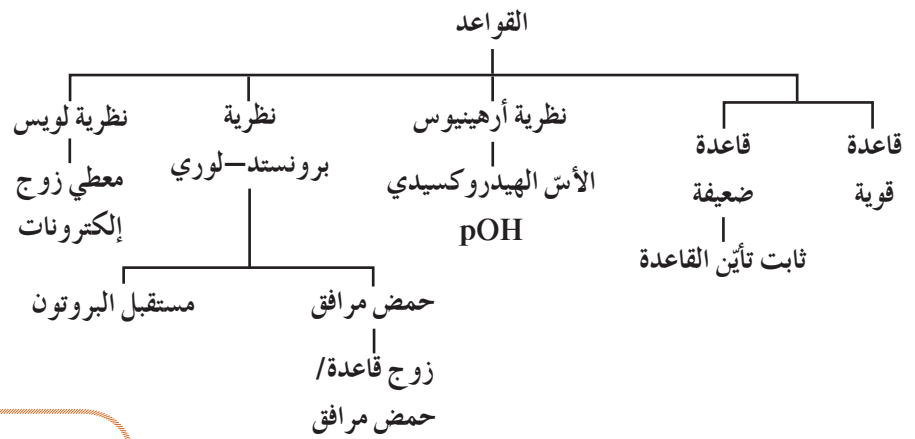 القواعد
قاعدة
قوية
قاعدة
ضعيفة
ثابت تأيّن القاعدة
نظرية أرهينيوس
الأسّ الهيدروكسيدي
pOH
نظرية
برونستد–لوري
حمض مرافق
زوج قاعدة/
حمض مرافق
مستقبل البروتون
نظرية لويس
معطي زوج
إلكترونات